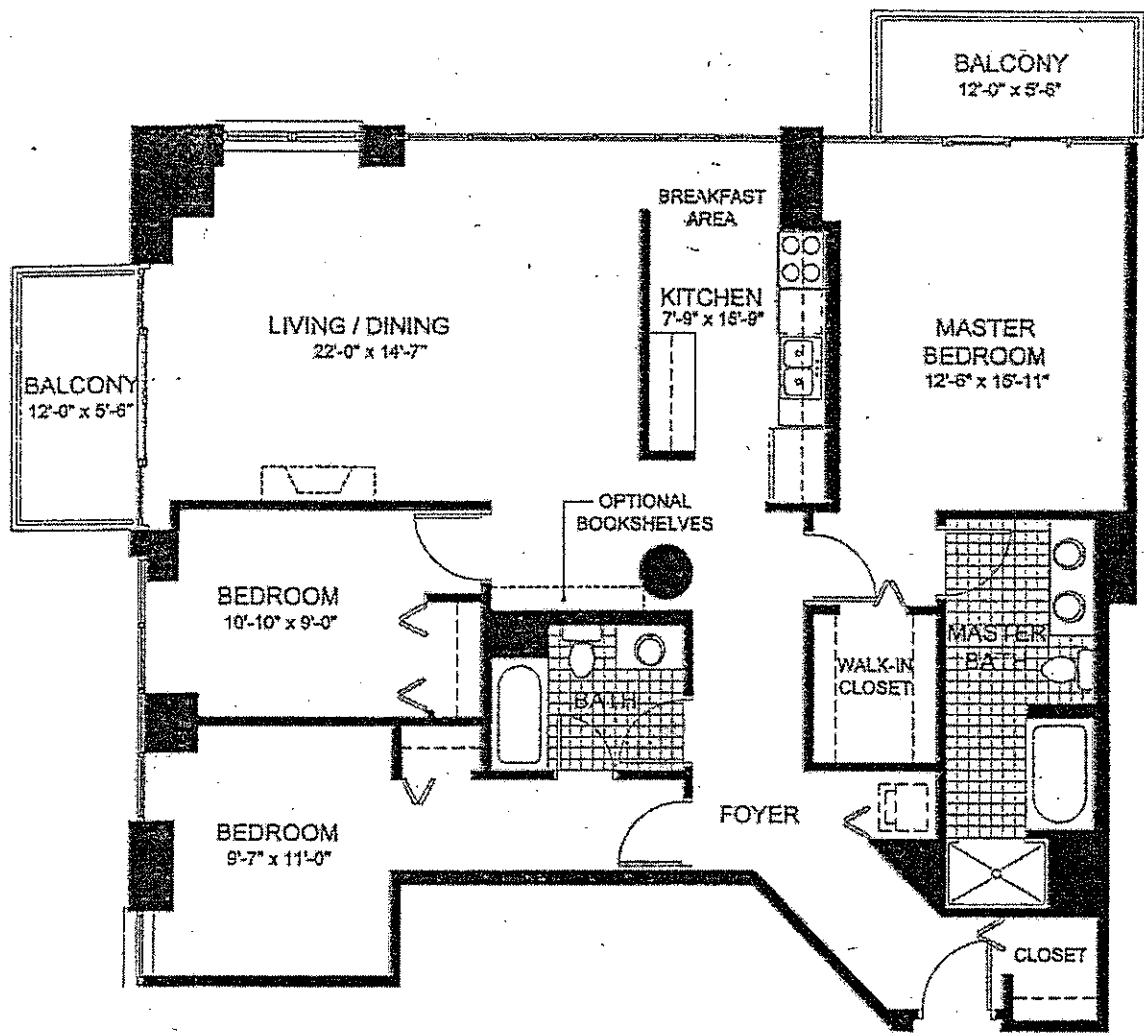 BALCONY
12'-0" x 5'-6"
BREAKFAST
AREA
KITCHEN
7'-9" x 15'-9"
LIVING / DINING
22'-0" x 14'-7"
MASTER
BEDROOM
12'-6" x 15'-11"
BALCONY
12'-0" x 5'-6"
OPTIONAL
BOOKSHELVES
BEDROOM
10'-10" x 9'-0"
MASTER
BATH
WALK-IN
CLOSET
BATH
FOYER
BEDROOM
9'-7" x 11'-0"
CLOSET